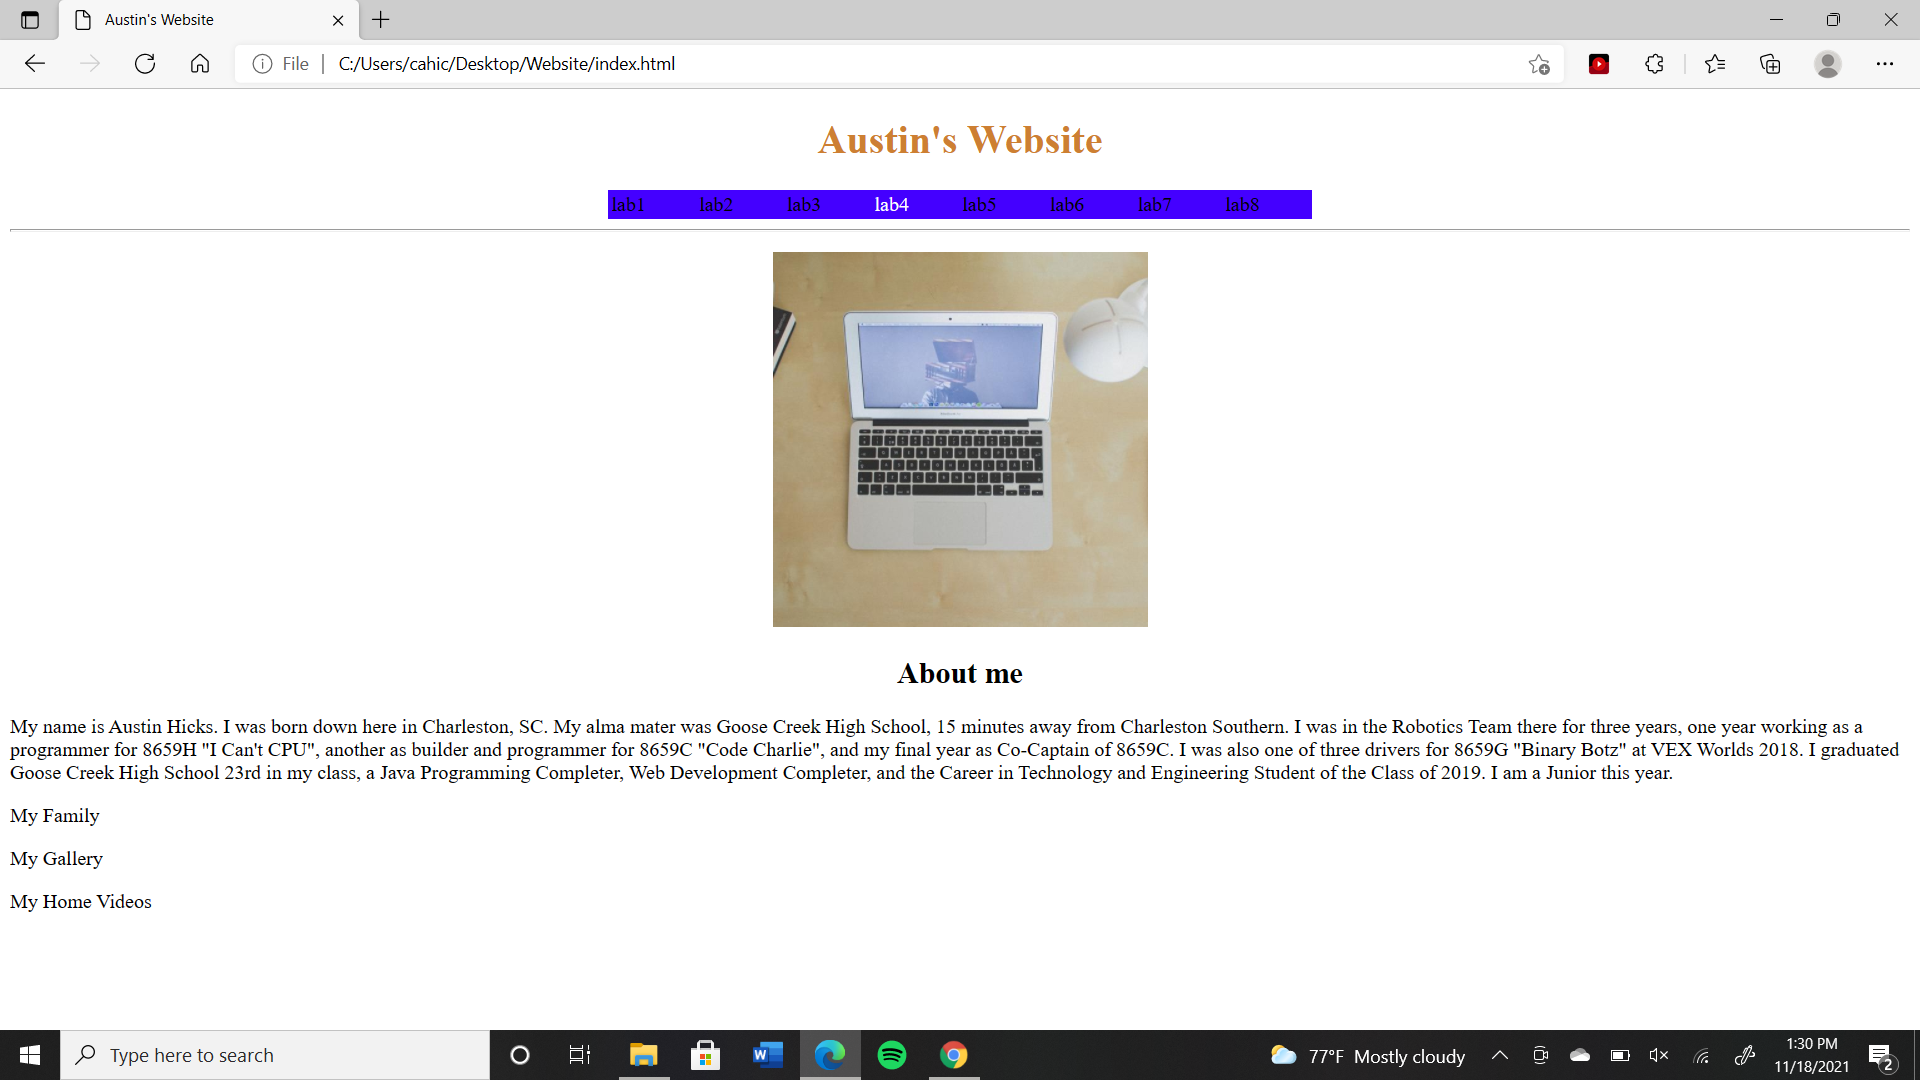 Austin's Website
File
C:/Users/cahic/Desktop/Website/index.html
Austin's Website
lab1 lab2 lab3 lab4 lab5 lab6 lab7 lab8
About me
My name is Austin Hicks. I was born down here in Charleston, SC. My alma mater was Goose Creek High School, 15 minutes away from Charleston Southern. I was in the Robotics Team there for three years, one year working as a
programmer for 8659H "I Can't CPU", another as builder and programmer for 8659C "Code Charlie", and my final year as Co-Captain of 8659C. I was also one of three drivers for 8659G "Binary Botz" at VEX Worlds 2018. I graduated
Goose Creek High School 23rd in my class, a Java Programming Completer, Web Development Completer, and the Career in Technology and Engineering Student of the Class of 2019. I am a Junior this year.
My Family
My Gallery
My Home Videos
Type here to search
W
77°F Mostly cloudy
1:30 PM
11/18/2021
2